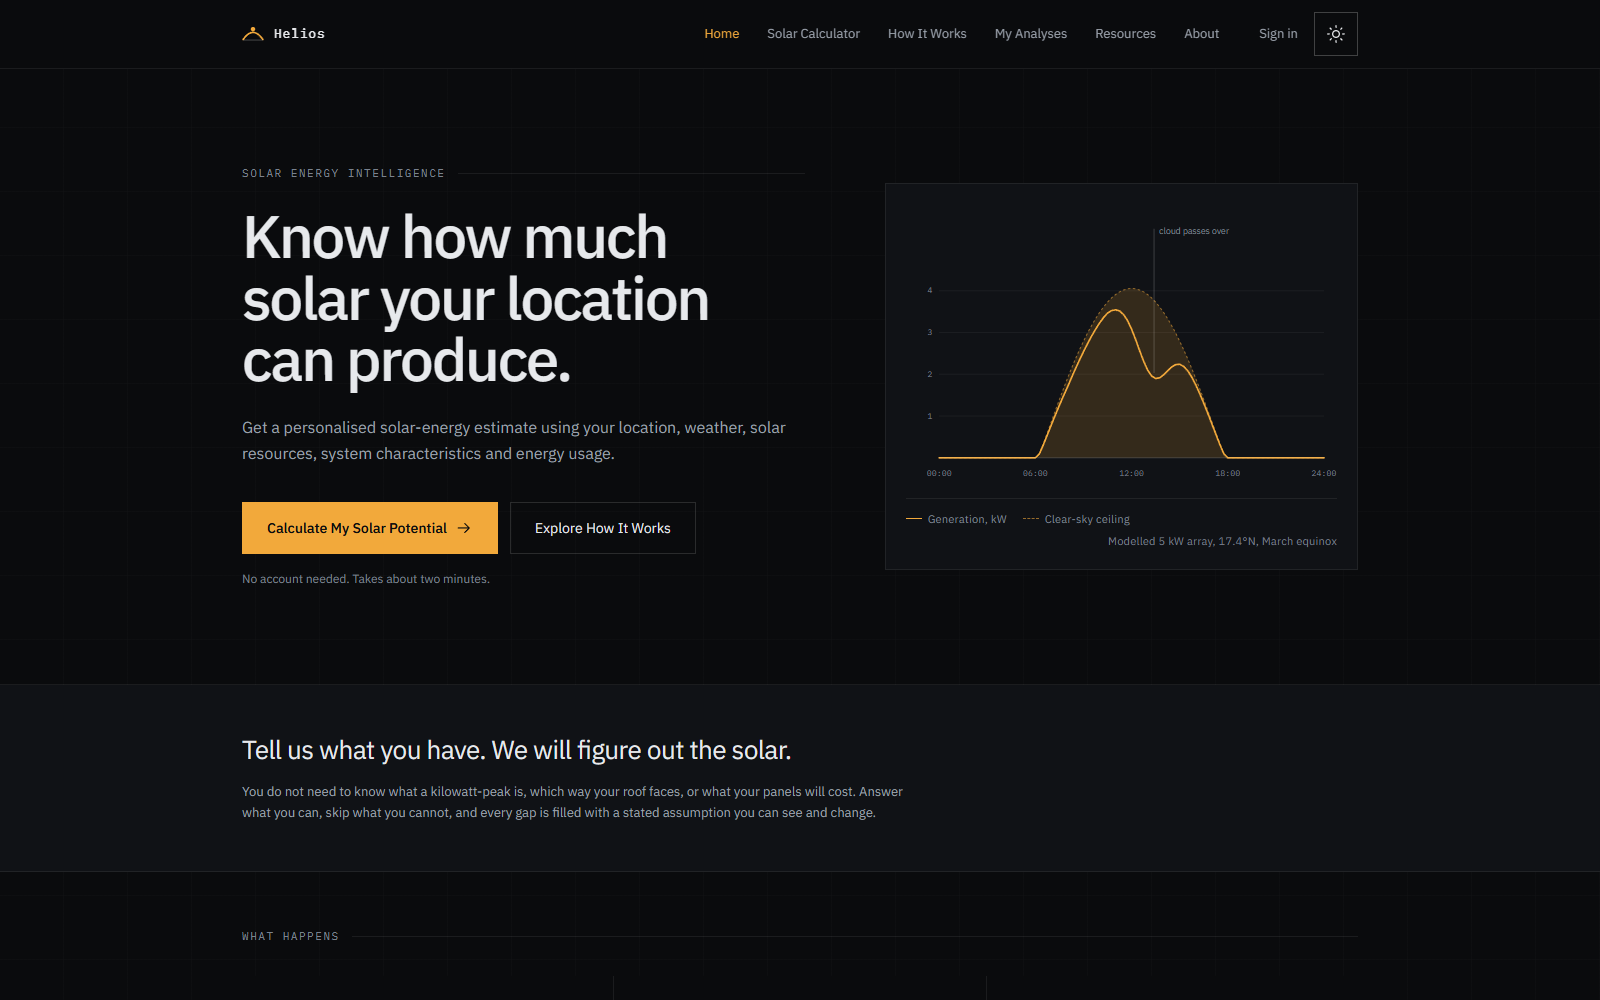 Helios
Home
Solar Calculator
How It Works
My Analyses
Resources
About
Sign in
SOLAR ENERGY INTELLIGENCE
Know how much
solar your location
can produce.
Get a personalised solar-energy estimate using your location, weather, solar
resources, system characteristics and energy usage.
Calculate My Solar Potential →
Explore How It Works
No account needed. Takes about two minutes.
cloud passes over
4
3
2
1
00:00
06:00
12:00
18:00
24:00
Generation, kW
Clear-sky ceiling
Modelled 5 kW array, 17.4°N, March equinox
Tell us what you have. We will figure out the solar.
You do not need to know what a kilowatt-peak is, which way your roof faces, or what your panels will cost. Answer
what you can, skip what you cannot, and every gap is filled with a stated assumption you can see and change.
WHAT HAPPENS